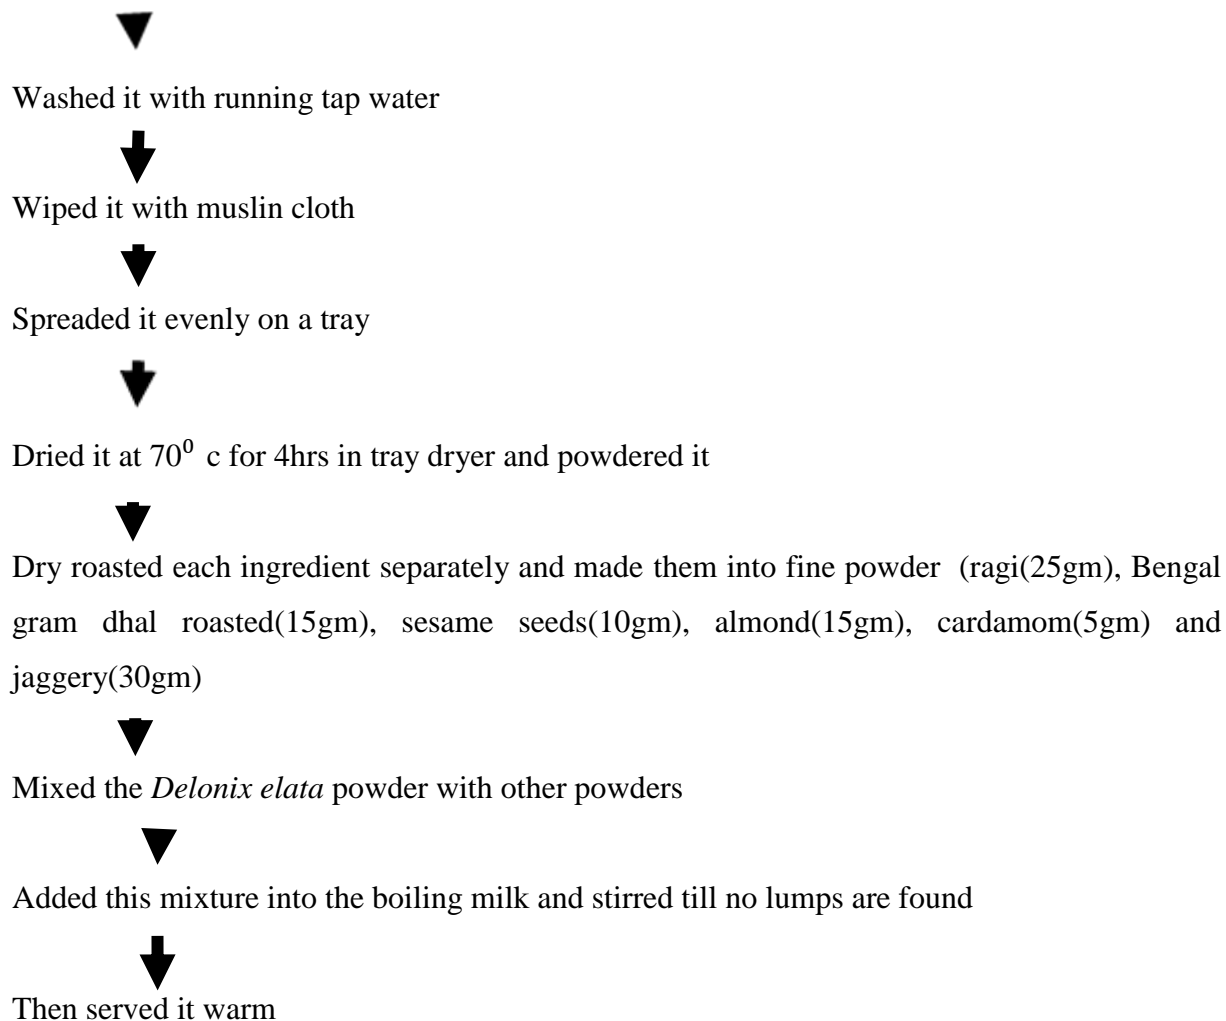 Washed it with running tap water
Wiped it with muslin cloth
Spreaded it evenly on a tray
Dried it at 70⁰ c for 4hrs in tray dryer and powdered it
Dry roasted each ingredient separately and made them into fine powder (ragi(25gm), Bengal
gram dhal roasted(15gm), sesame seeds(10gm), almond(15gm), cardamom(5gm) and
jaggery(30gm)
Mixed the Delonix elata powder with other powders
Added this mixture into the boiling milk and stirred till no lumps are found
Then served it warm